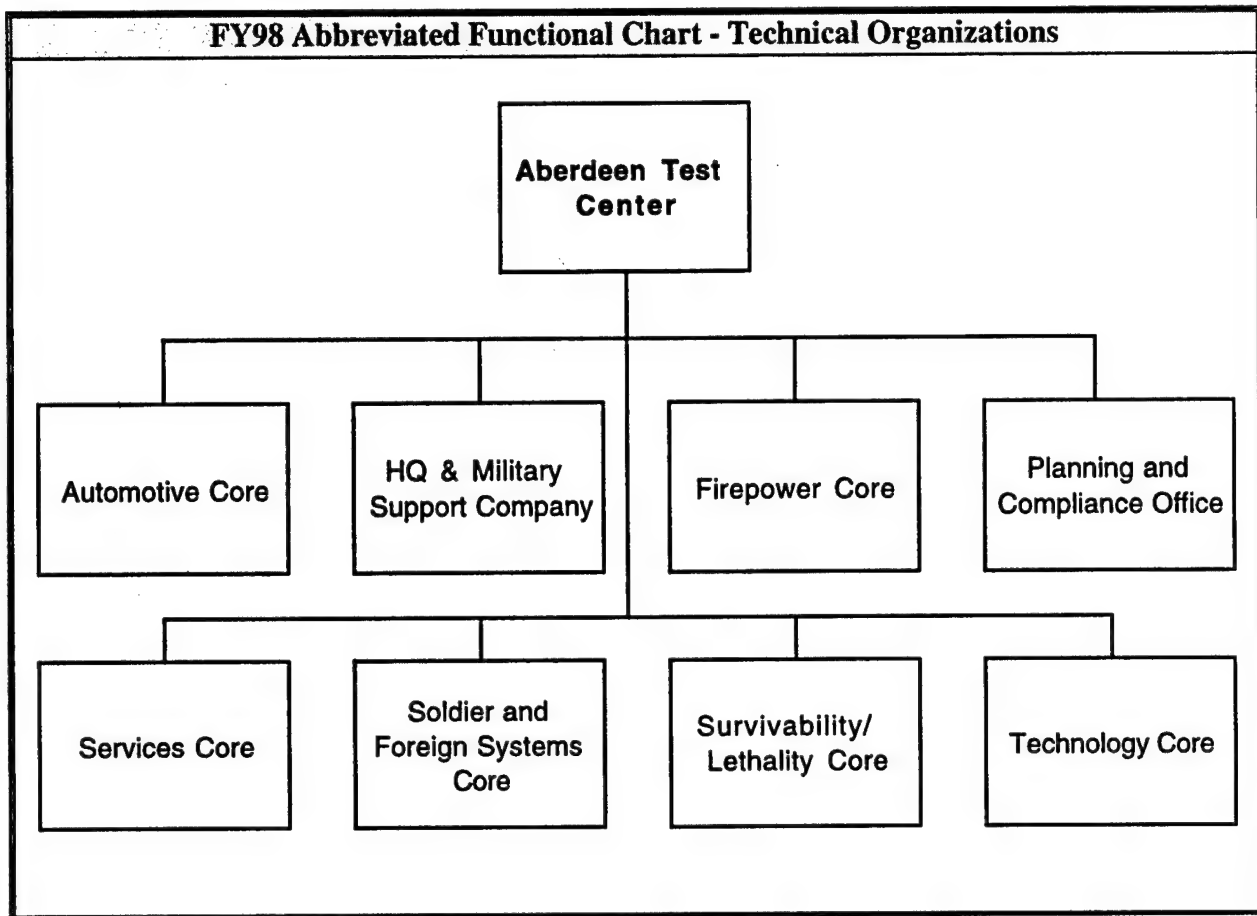 FY98 Abbreviated Functional Chart - Technical Organizations
Aberdeen Test
Center
Automotive Core
HQ & Military
Support Company
Firepower Core
Planning and
Compliance Office
Services Core
Soldier and
Foreign Systems
Core
Survivability/
Lethality Core
Technology Core